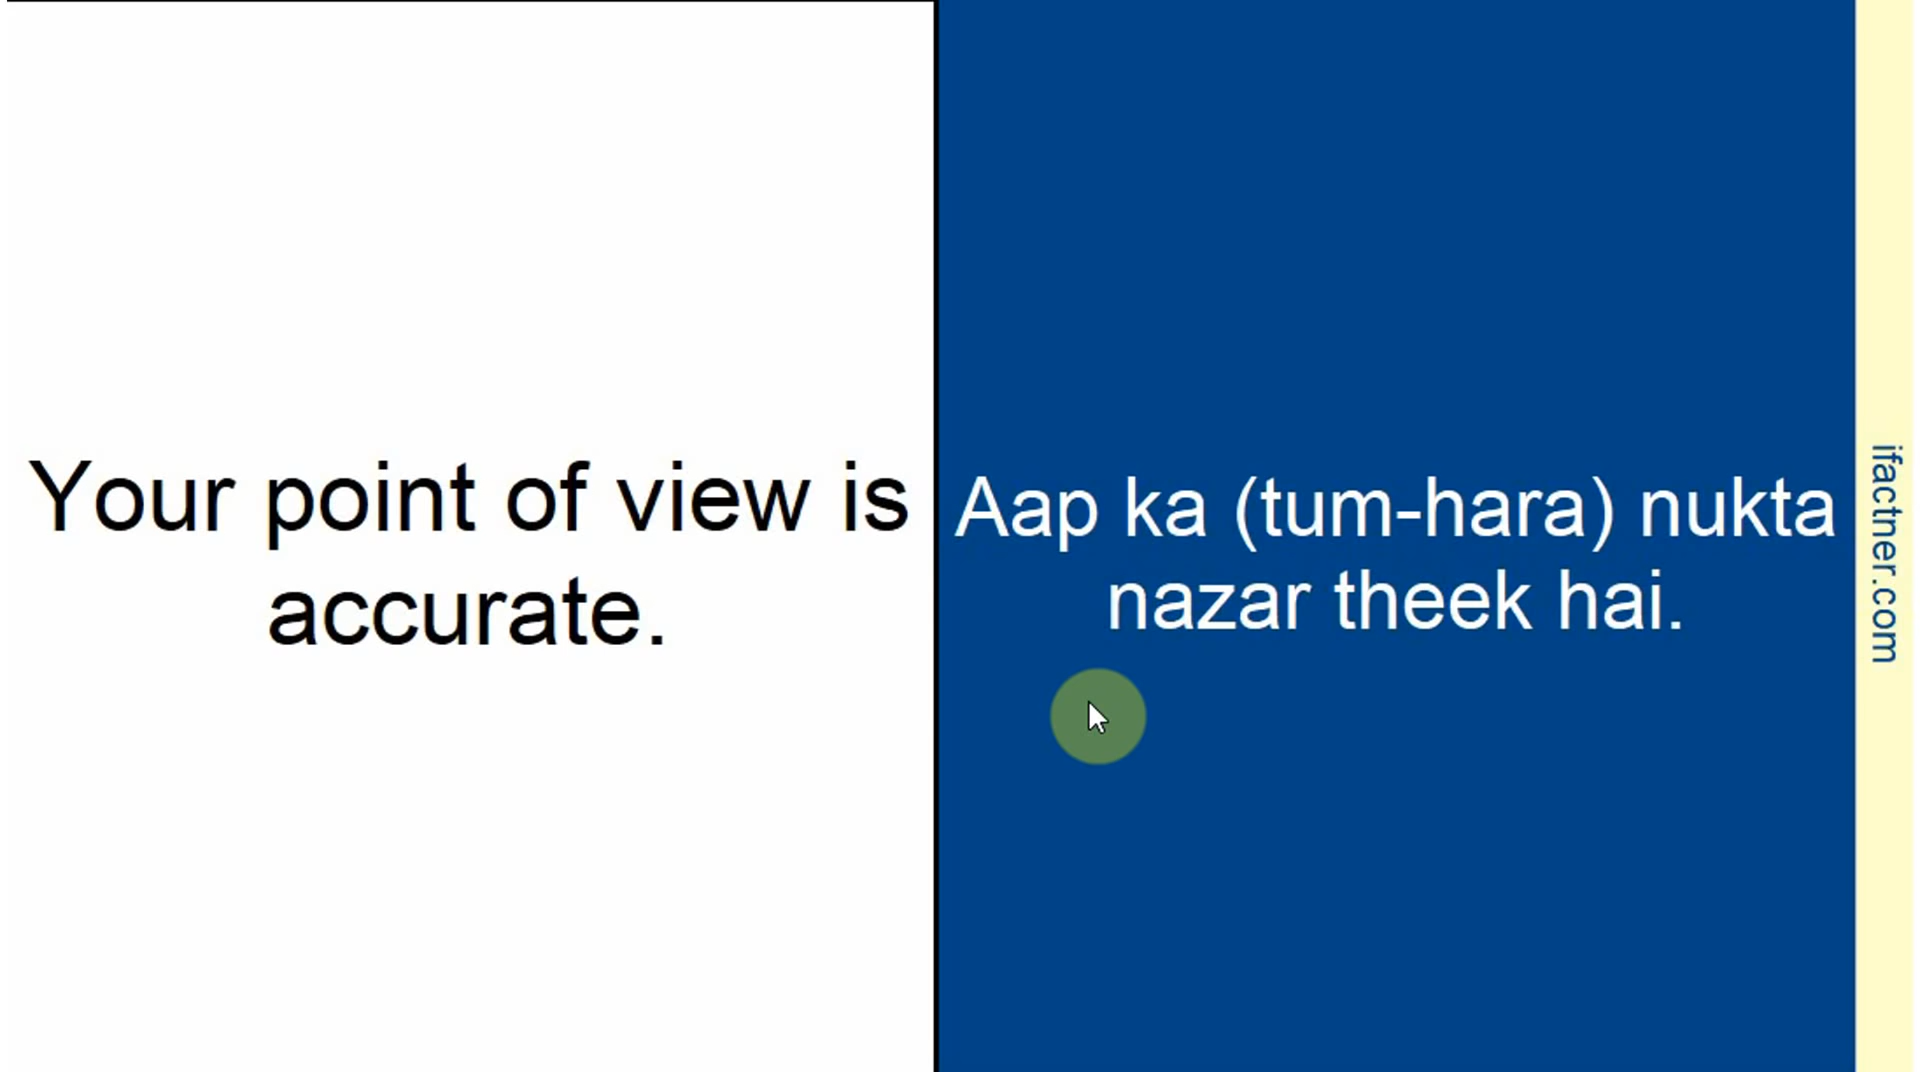 Your point of view is
accurate.
Aap ka (tum-hara) nukta
nazar theek hai.
ifactner.com